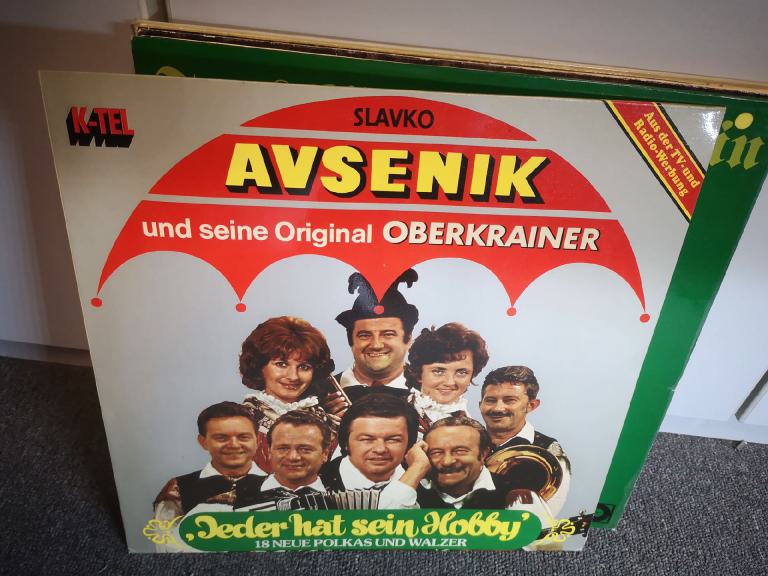 K-TEL
SLAVKO
AVSENIK
und seine Original OBERKRAINER
Aus der TV- und
Radio-Werbung
in
'Jeder hat sein Hobby'
18 NEUE POLKAS UND WALZER